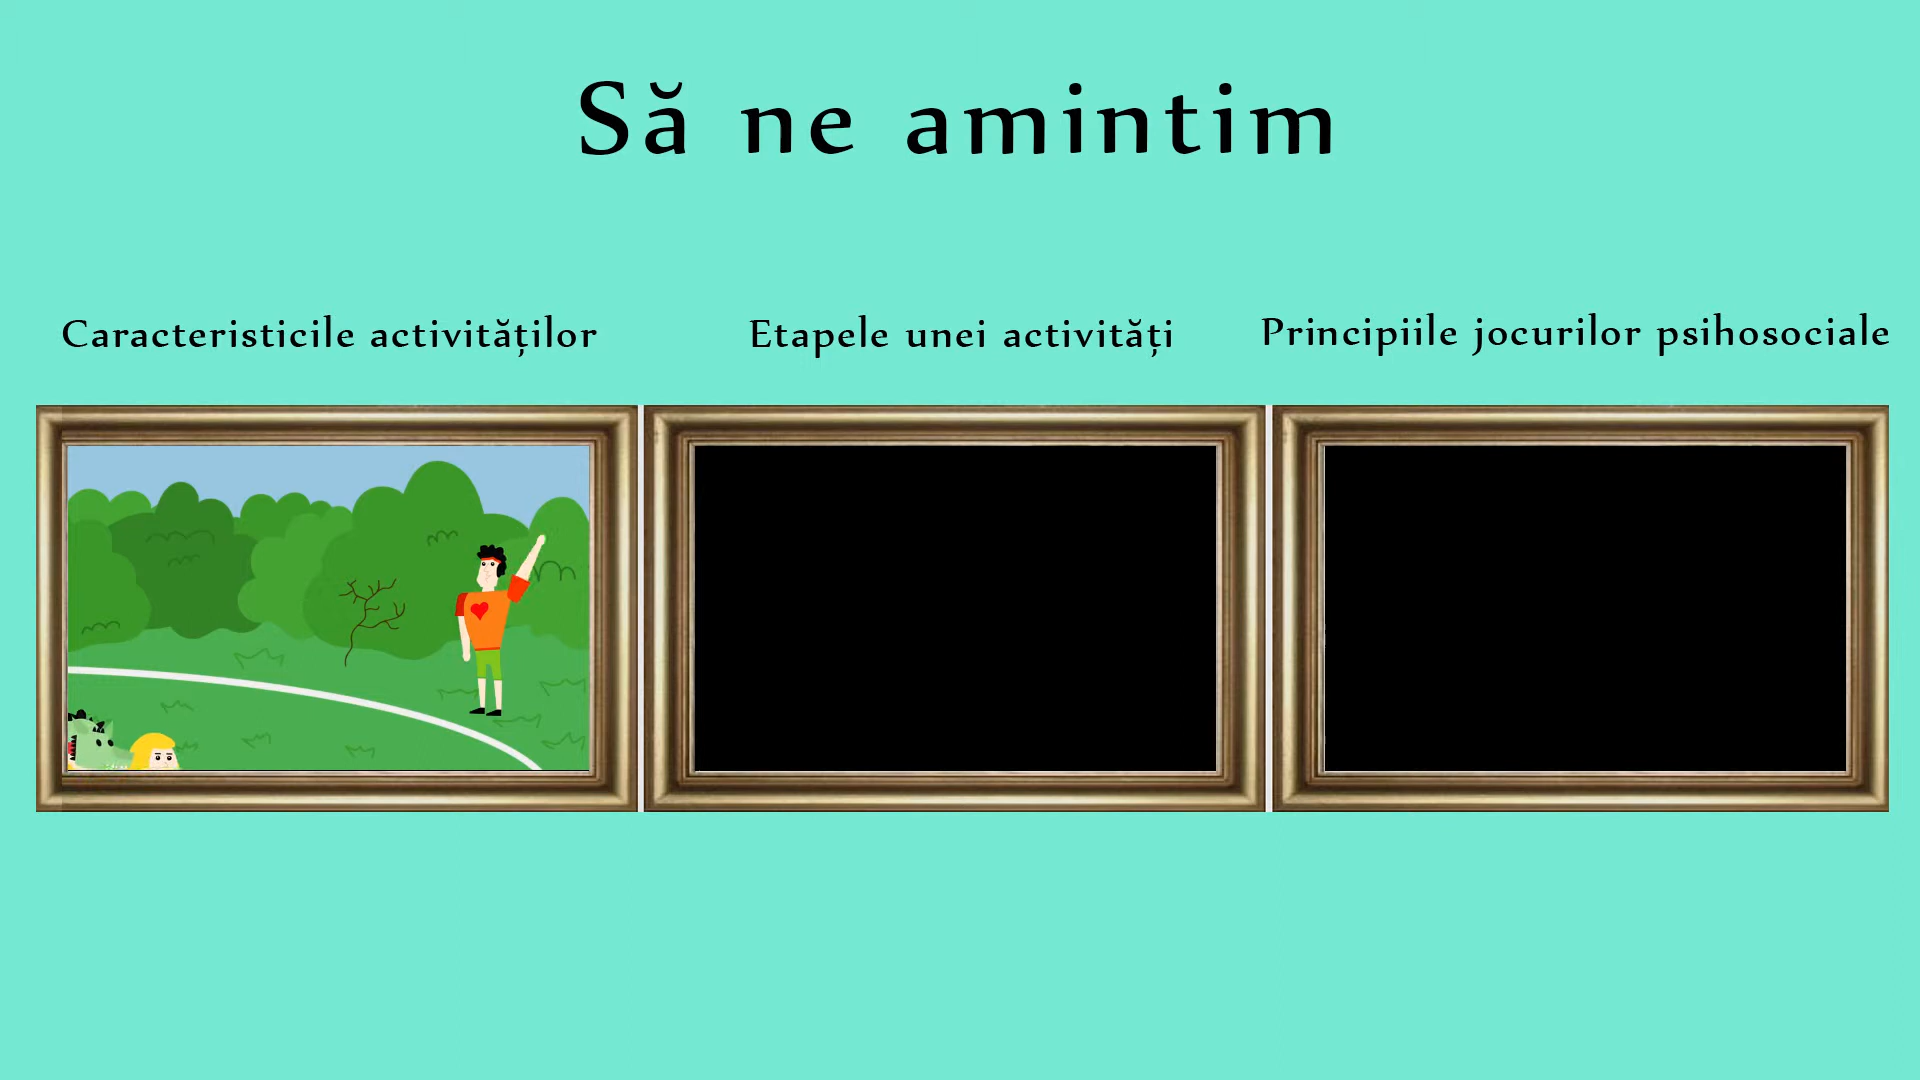 Să ne amintim
Caracteristicile activităților
Etapele unei activități
Principiile jocurilor psihosociale